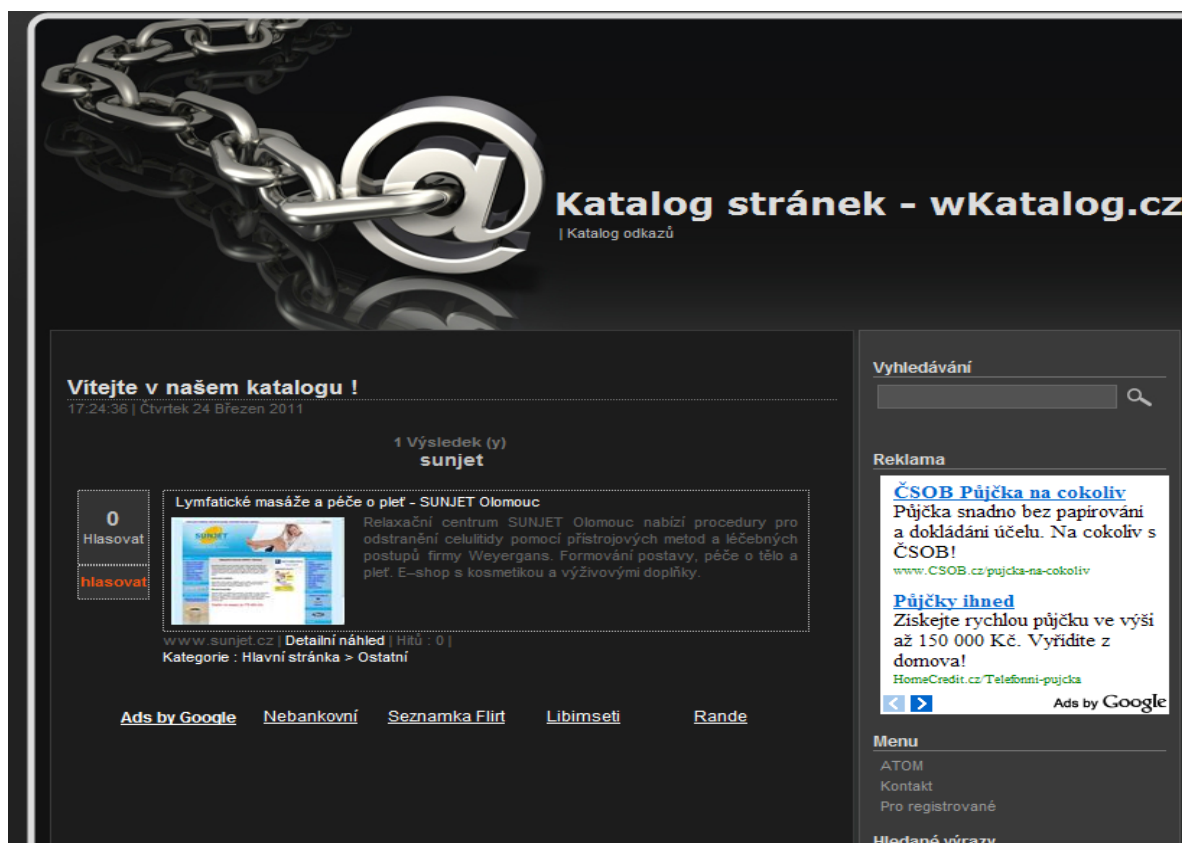 Katalog stránek - wKatalog.cz
| Katalog odkazů
Vítejte v našem katalogu !
17:24:36 | Čtvrtek 24 Březen 2011
1 Výsledek (y)
sunjet
0
Hlasovat
hlasovat
Lymfatické masáže a péče o pleť - SUNJET Olomouc
SUNJET
Relaxační centrum SUNJET Olomouc nabízí procedury pro
odstranění celulitidy pomocí přístrojových metod a léčebných
postupů firmy Weyergans. Formování postavy, péče o tělo a
pleť. E-shop s kosmetikou a výživovými doplňky.
www.sunjet.cz | Detailní náhled | Hitů : 0 |
Kategorie : Hlavní stránka > Ostatní
Ads by Google Nebankovní Seznamka Flirt Libimseti Rande
Vyhledávání
Reklama
ČSOB Půjčka na cokoliv
Půjčka snadno bez papirování
a dokládání účelu. Na cokoliv s
ČSOB!
www.CSOB.cz/pujcka-na-cokoliv
Půjčky ihned
Získejte rychlou půjčku ve výši
až 150 000 Kč. Vyřídíte z
domova!
HomeCredit.cz/Telefonni-pujcka
Ads by Google
Menu
ATOM
Kontakt
Pro registrované
Hledané výrazy